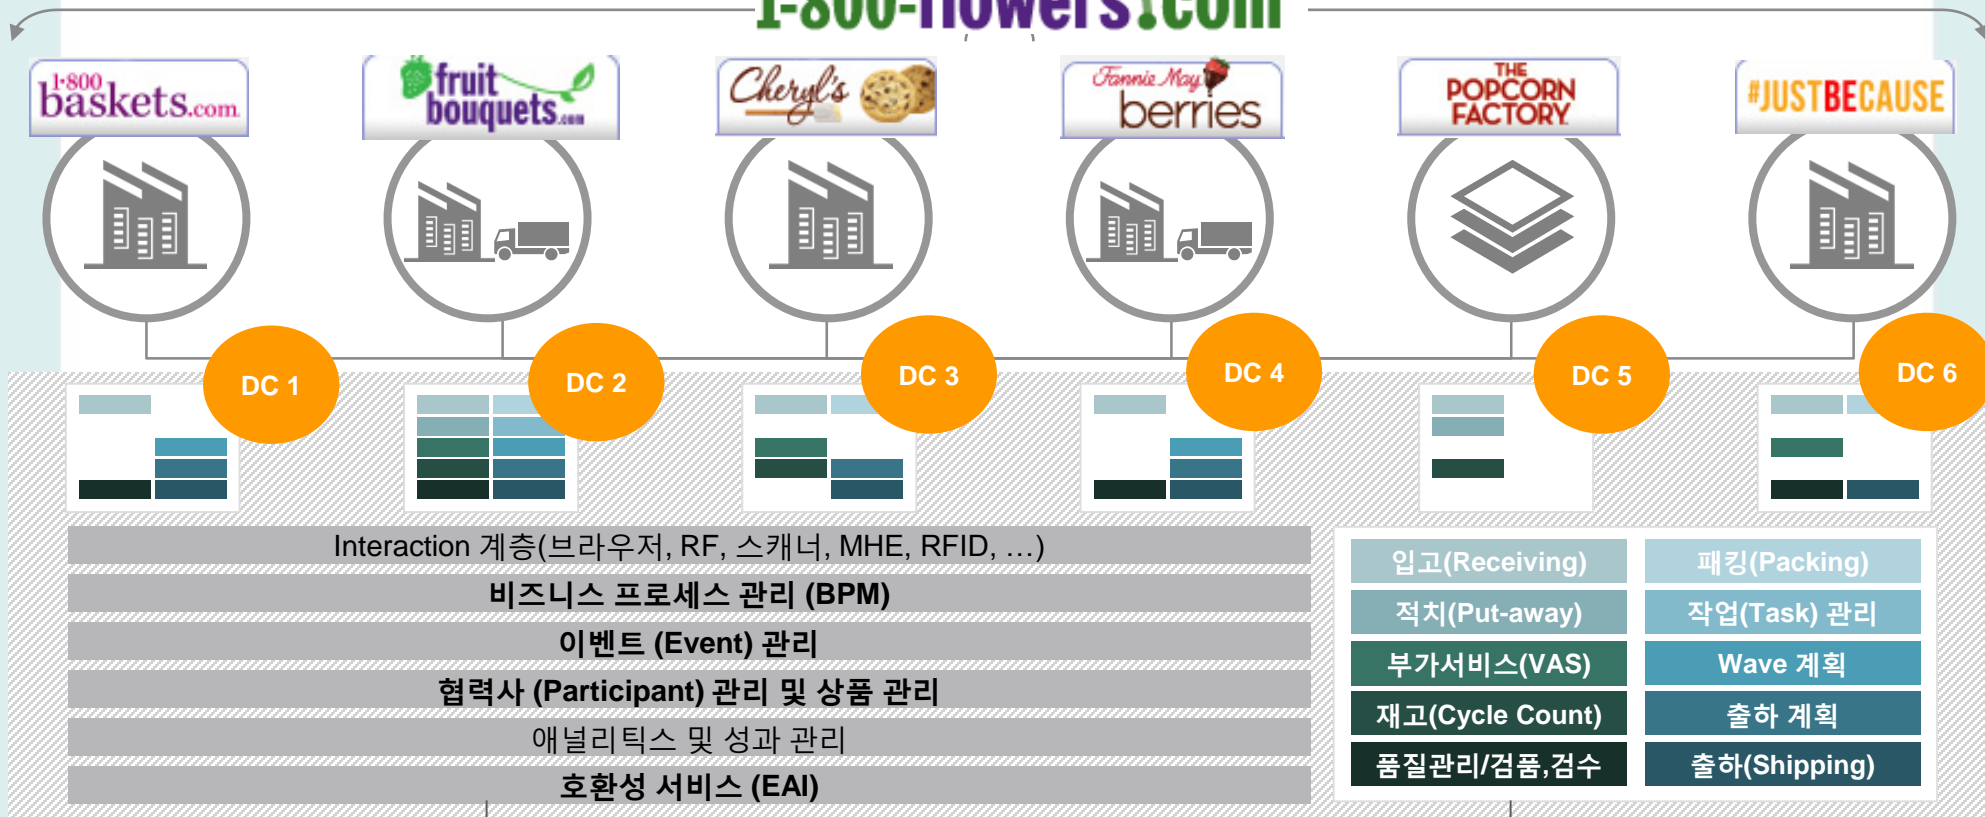 1-800-flowers.com
1-800
baskets.com
fruit
bouquets.com
Cheryl's
Fannie May
berries
THE
POPCORN
FACTORY
#JUSTBECAUSE
DC 1
DC 2
DC 3
DC 4
DC 5
DC 6
Interaction 계층(브라우저, RF, 스캐너, MHE, RFID, …)
비즈니스 프로세스 관리 (BPM)
이벤트 (Event) 관리
협력사 (Participant) 관리 및 상품 관리
애널리틱스 및 성과 관리
호환성 서비스 (EAI)
입고(Receiving)
패킹(Packing)
적치(Put-away)
작업(Task) 관리
부가서비스(VAS)
Wave 계획
재고(Cycle Count)
출하 계획
품질관리/검품,검수
출하(Shipping)